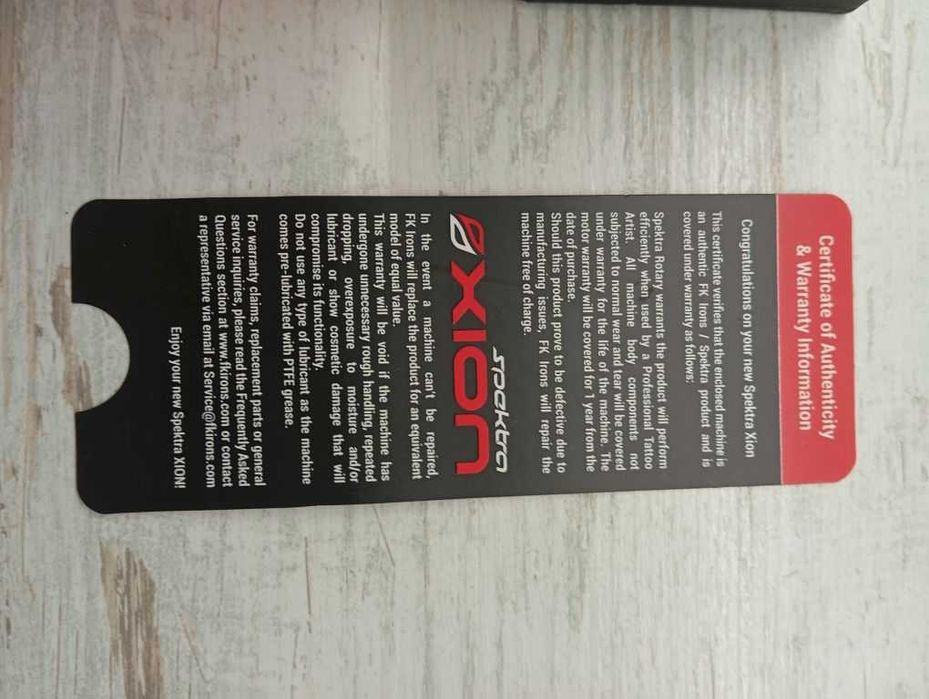 Certificate of Authenticity
& Warranty Information
Congratulations on your new Spektra Xion
This certificate verifies that the enclosed machine is
an authentic FK Irons / Spektra product and is
covered under warranty as follows:
Spektra Rotary warrants the product will perform
efficiently when used by a Professional Tattoo
Artist. All machine body components not
subjected to normal wear and tear will be covered
under warranty for the life of the machine. The
motor warranty will be covered for 1 year from the
date of purchase.
Should this product prove to be defective due to
manufacturing issues, FK Irons will repair the
machine free of charge.
spektra
XION
In the event a machine can't be repaired,
FK Irons will replace the product for an equivalent
model of equal value.
This warranty will be void if the machine has
undergone unnecessary rough handling, repeated
dropping, overexposure to moisture and/or
lubricant or show cosmetic damage that will
compromise its functionality.
Do not use any type of lubricant as the machine
comes pre-lubricated with PTFE grease.
For warranty claims, replacement parts or general
service inquires, please read the Frequently Asked
Questions section at www.fkirons.com or contact
a representative via email at Service@fkirons.com
Enjoy your new Spektra XION!